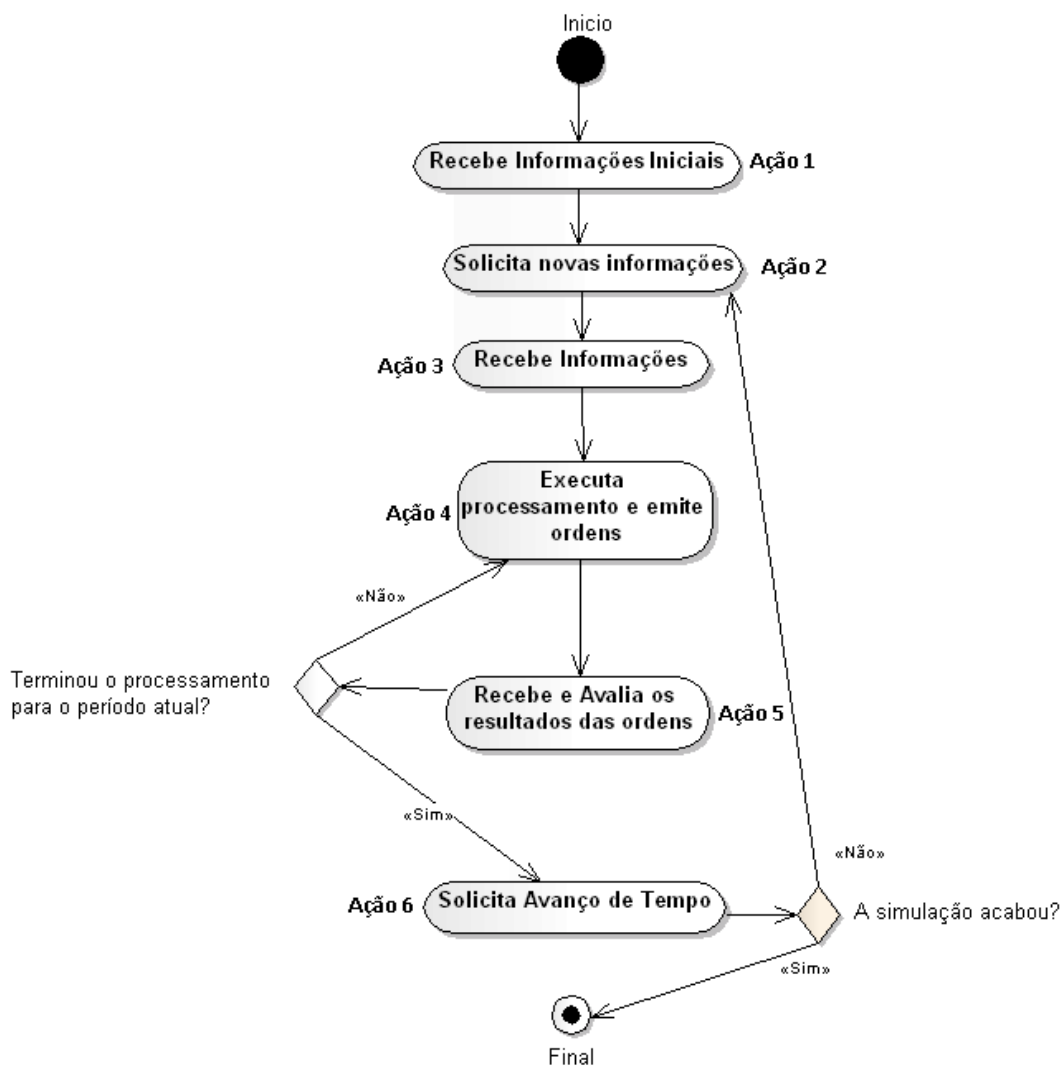 Inicio
Recebe Informações Iniciais
Ação 1
Solicita novas informações
Ação 2
Ação 3
Recebe Informações
Executa
processamento e emite
ordens
Ação 4
«Não»
Terminou o processamento
para o período atual?
Recebe e Avalia os
resultados das ordens
Ação 5
«Sim»
«Não»
Ação 6
Solicita Avanço de Tempo
A simulação acabou?
«Sim»
Final